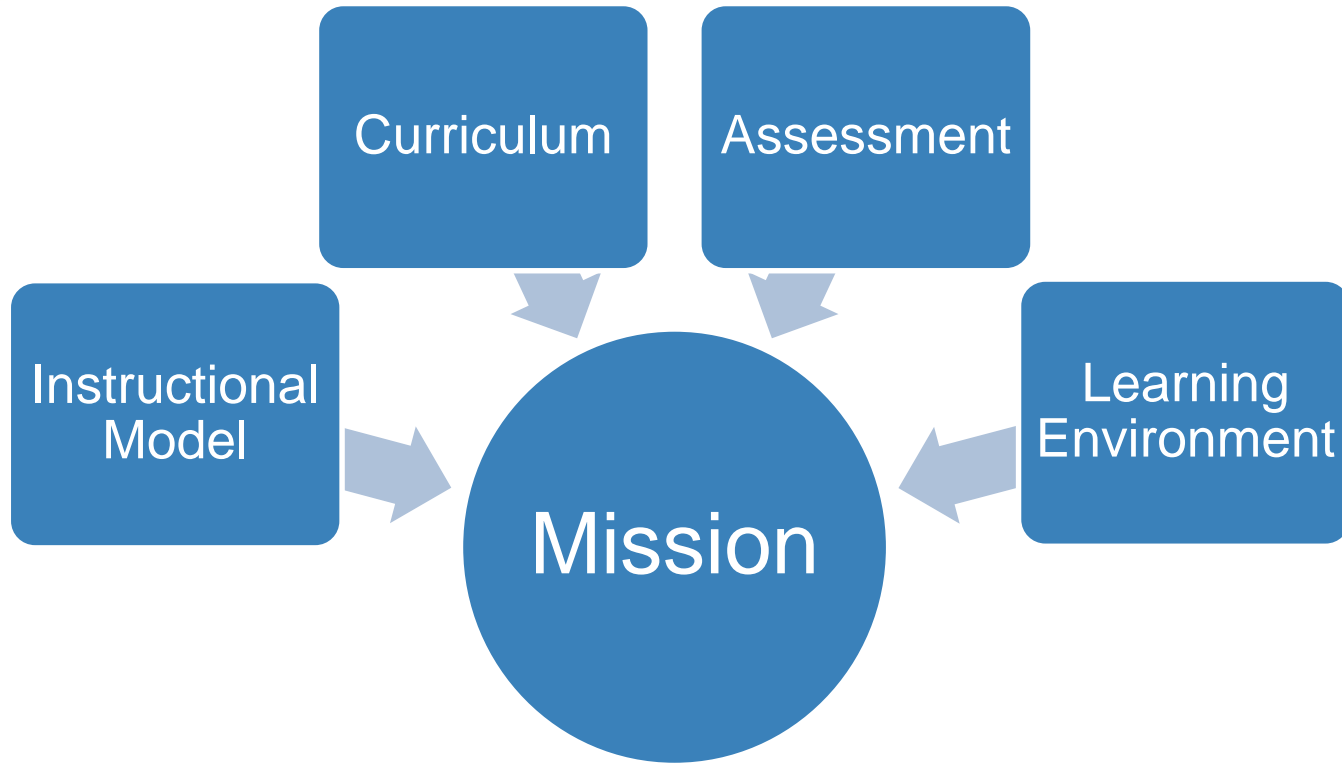 Curriculum
Assessment
Instructional
Model
Learning
Environment
Mission